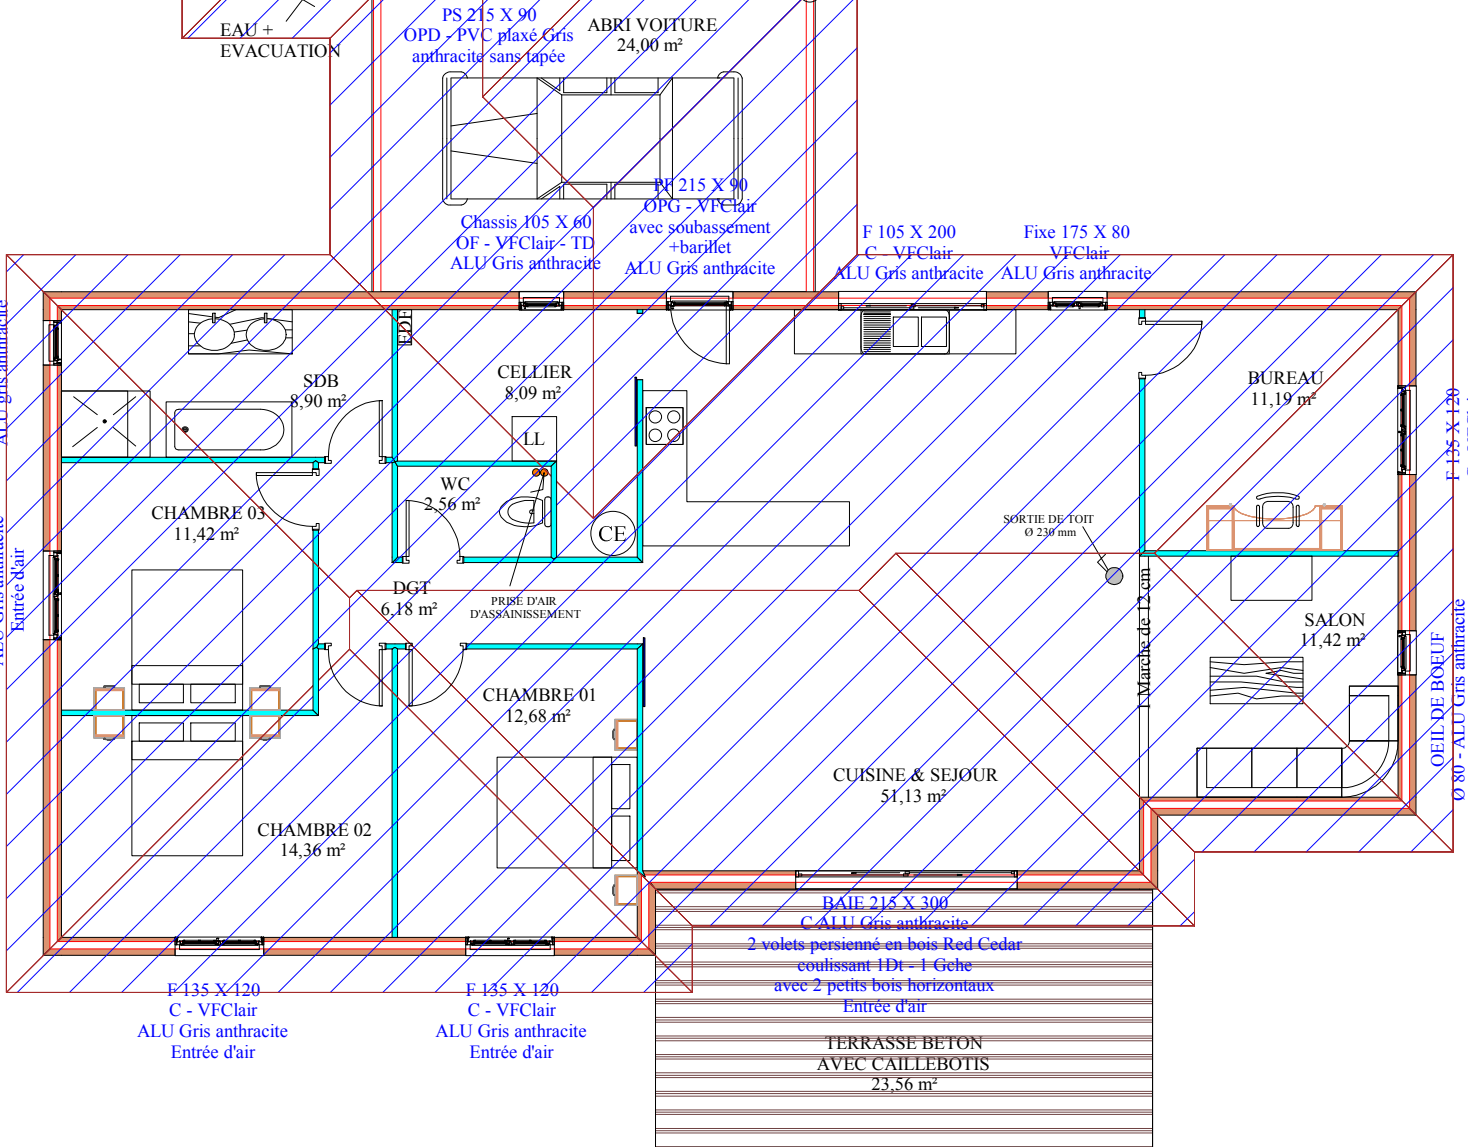 EAU +
EVACUATION
PS 215 X 90
OPD - PVC plaxé Gris
anthracite sans tapée
ABRI VOITURE
24,00 m²
Chassis 105 X 60
OF - VFClair - TD
ALU Gris anthracite
PF 215 X 90
OPG - VFClair
avec soubassement
+barillet
ALU Gris anthracite
F 105 X 200
C - VFClair
ALU Gris anthracite
Fixe 175 X 80
VFClair
ALU Gris anthracite
ALU gris anthracite
EDF
SDB
8,90 m²
CELLIER
8,09 m²
LL
BUREAU
11,19 m²
F 135 X 120
WC
2,56 m²
CE
CHAMBRE 03
11,42 m²
SORTIE DE TOIT
Ø 230 mm
ALU Gris anthracite
Entrée d'air
DGT
6,18 m²
PRISE D'AIR
D'ASSAINISSEMENT
1 Marche de 12 cm
SALON
11,42 m²
OEIL DE BOEUF
Ø 80 - ALU Gris anthracite
CHAMBRE 01
12,68 m²
CUISINE & SEJOUR
51,13 m²
CHAMBRE 02
14,36 m²
F 135 X 120
C - VFClair
ALU Gris anthracite
Entrée d'air
F 135 X 120
C - VFClair
ALU Gris anthracite
Entrée d'air
BAIE 215 X 300
C ALU Gris anthracite
2 volets persienné en bois Red Cedar
coulissant 1Dt - 1 Gche
avec 2 petits bois horizontaux
Entrée d'air
TERRASSE BETON
AVEC CAILLEBOTIS
23,56 m²